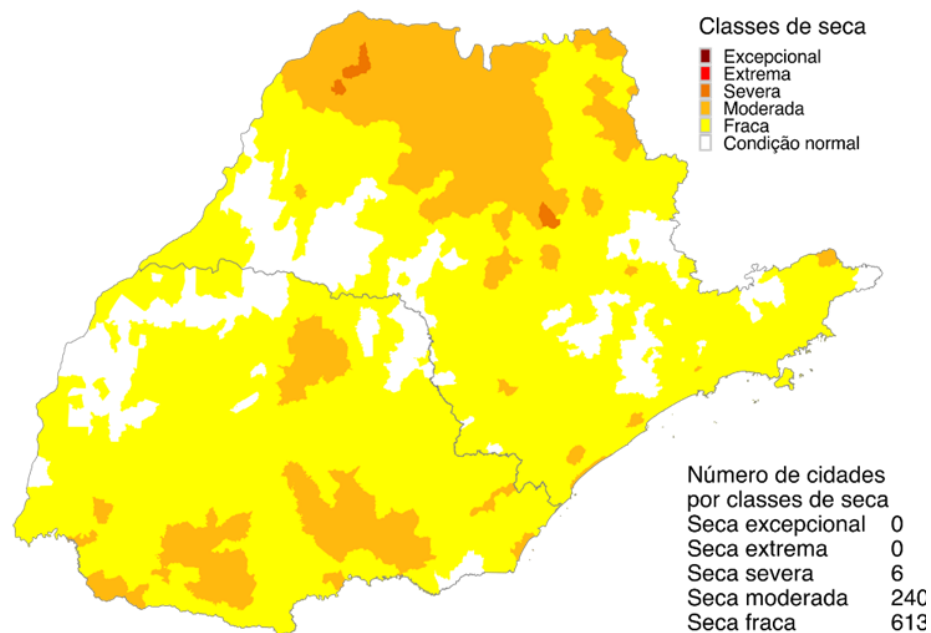 Classes de seca
Excepcional
Extrema
Severa
Moderada
Fraca
Condição normal
Número de cidades
por classes de seca
Seca excepcional 0
Seca extrema 0
Seca severa 6
Seca moderada 240
Seca fraca 613